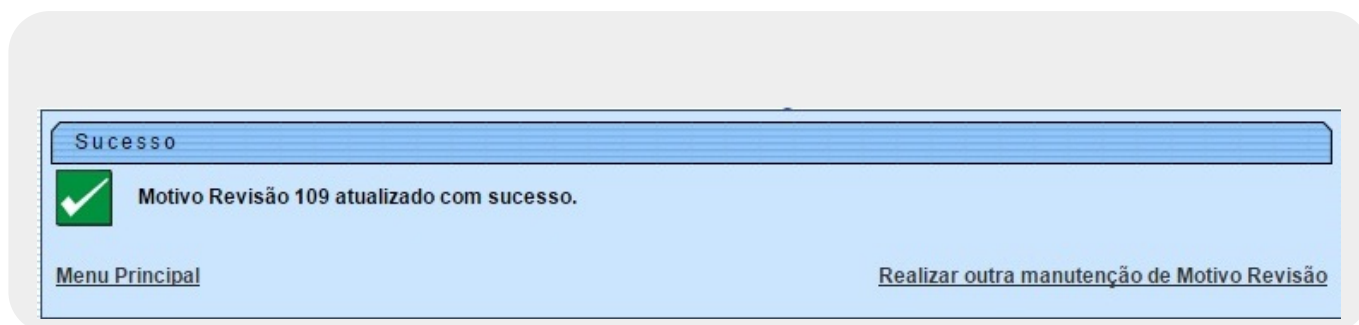 Sucesso
Motivo Revisão 109 atualizado com sucesso.
Menu Principal
Realizar outra manutenção de Motivo Revisão